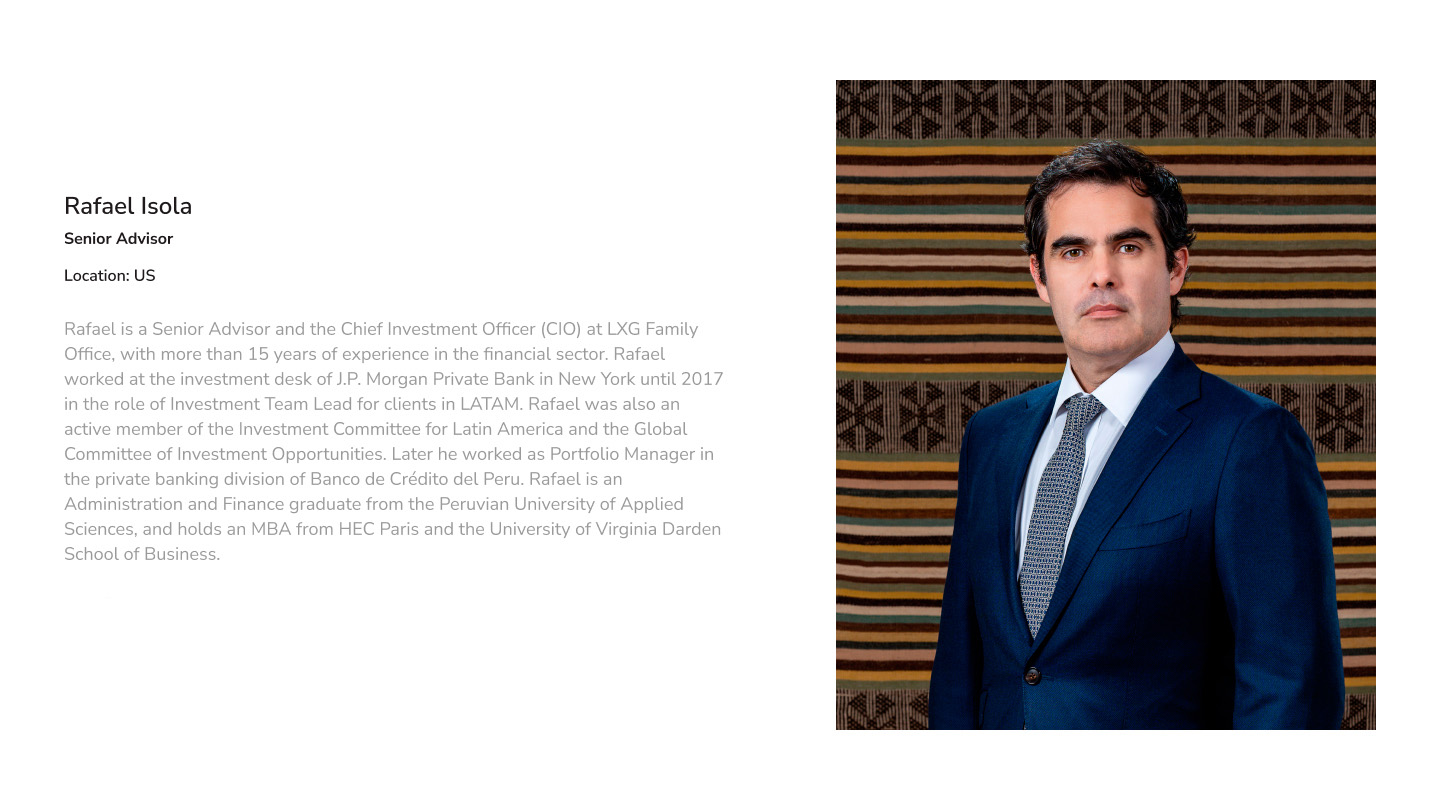 Rafael Isola
Senior Advisor
Location: US
Rafael is a Senior Advisor and the Chief Investment Officer (CIO) at LXG Family
Office, with more than 15 years of experience in the financial sector. Rafael
worked at the investment desk of J.P. Morgan Private Bank in New York until 2017
in the role of Investment Team Lead for clients in LATAM. Rafael was also an
active member of the Investment Committee for Latin America and the Global
Committee of Investment Opportunities. Later he worked as Portfolio Manager in
the private banking division of Banco de Crédito del Peru. Rafael is an
Administration and Finance graduate from the Peruvian University of Applied
Sciences, and holds an MBA from HEC Paris and the University of Virginia Darden
School of Business.